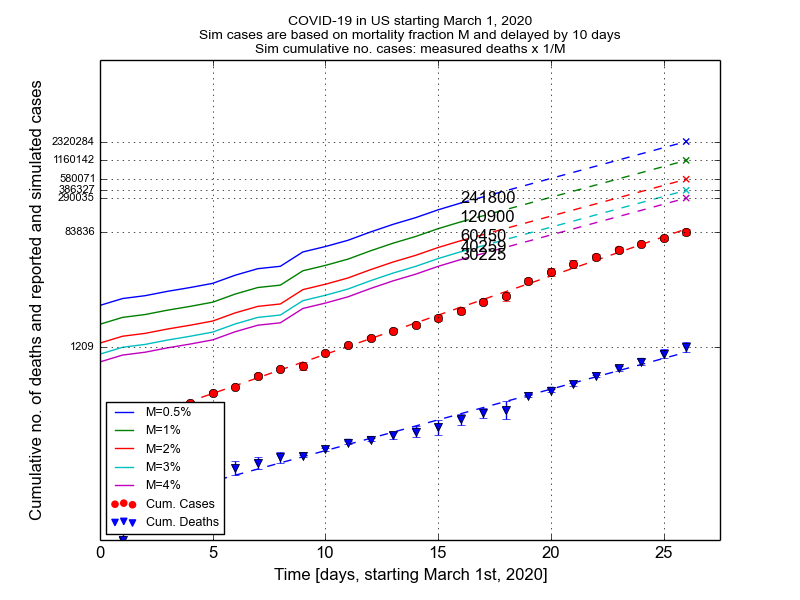 COVID-19 in US starting March 1, 2020
Sim cases are based on mortality fraction M and delayed by 10 days
Sim cumulative no. cases: measured deaths x 1/M
Cumulative no. of deaths and reported and simulated cases
2320284
1160142
580071
386327
290035
83836
1209
241800
120900
60450
40259
30225
M=0.5%
M=1%
M=2%
M=3%
M=4%
Cum. Cases
Cum. Deaths
0 5 10 15 20 25
Time [days, starting March 1st, 2020]